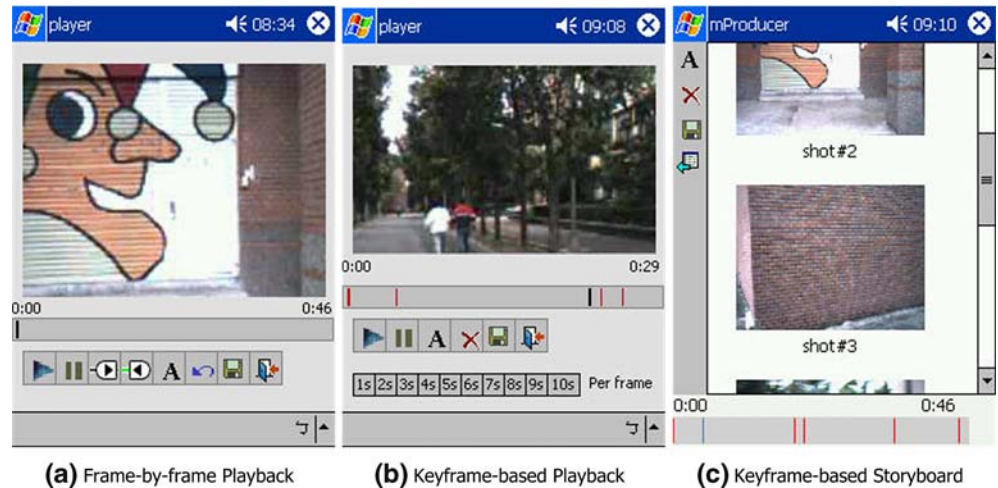 player 08:34
0:00 0:46
A
(a) Frame-by-frame Playback
player 09:08
0:00 0:29
A
1s 2s 3s 4s 5s 6s 7s 8s 9s 10s Per frame
(b) Keyframe-based Playback
mProducer 09:10
A
shot#2
shot#3
0:00 0:46
(c) Keyframe-based Storyboard